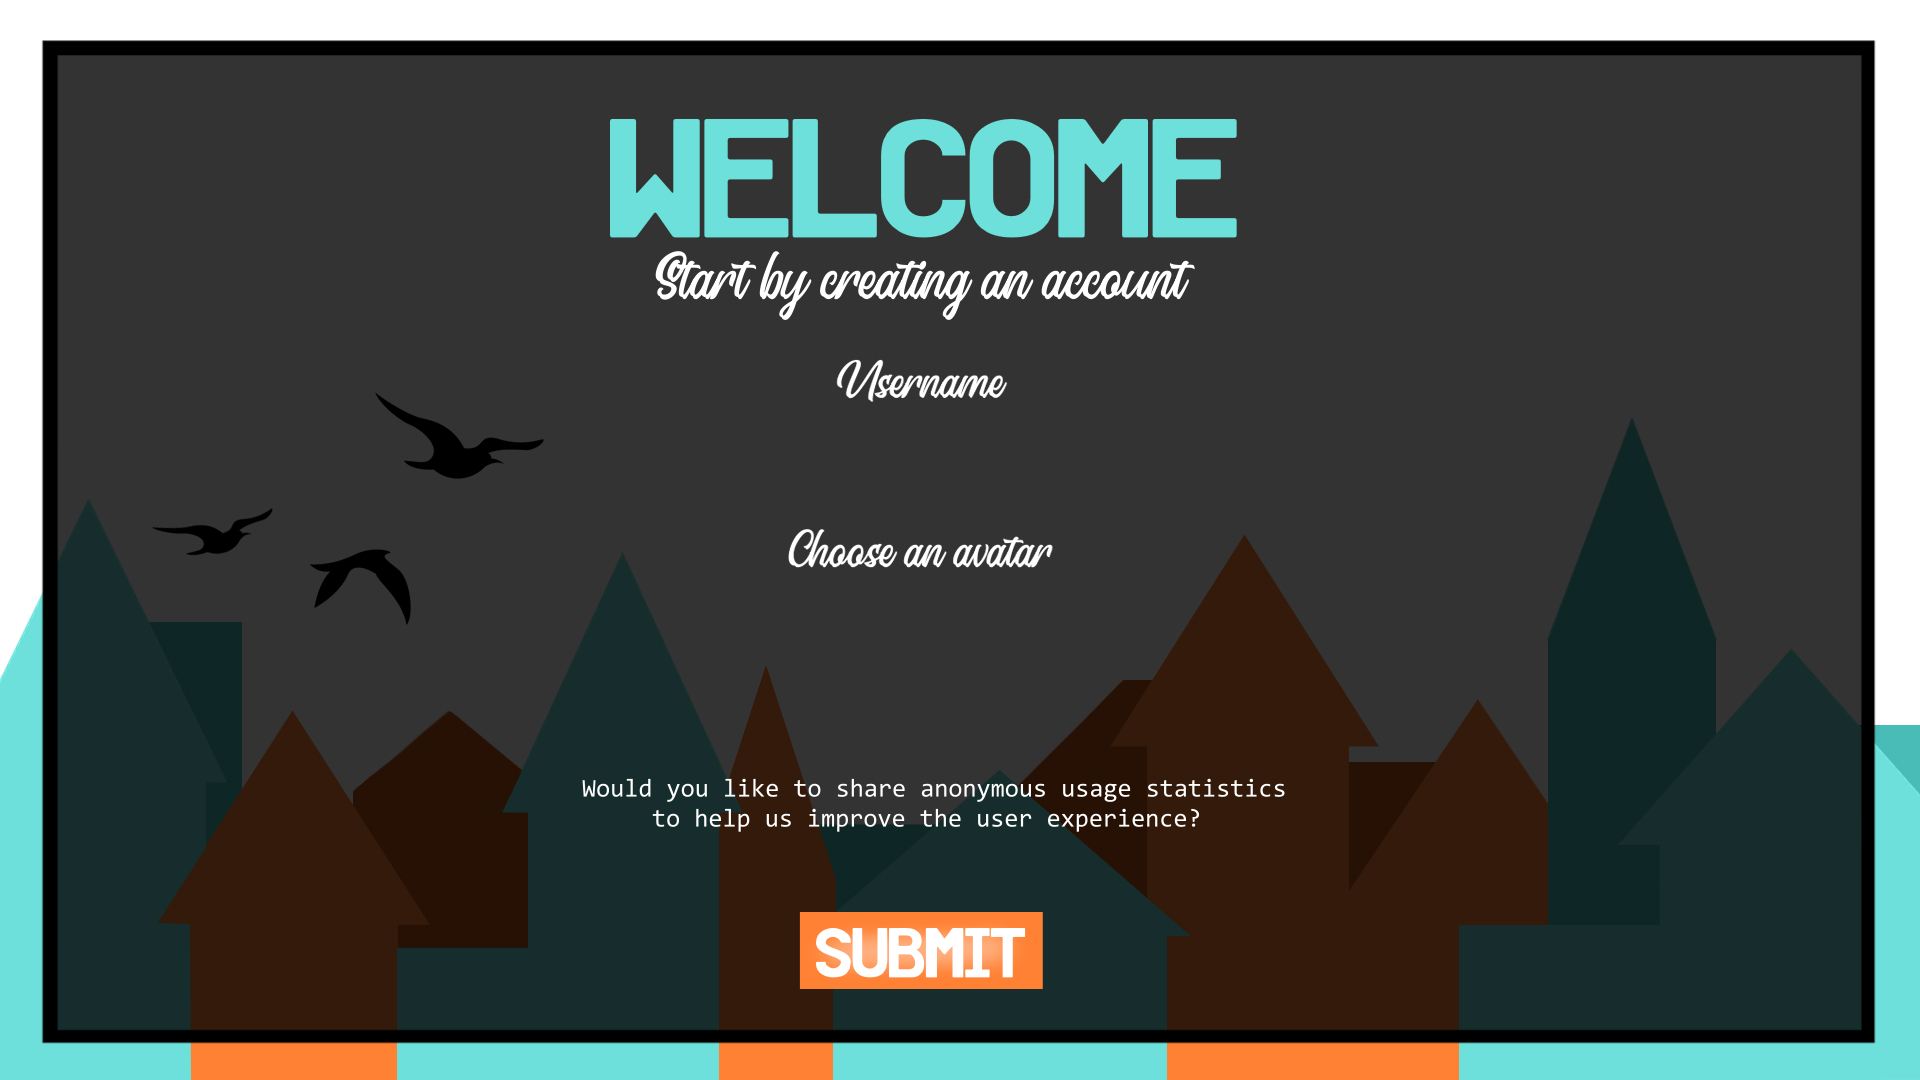 WELCOME
Start by creating an account
Username
Choose an avatar
Would you like to share anonymous usage statistics
to help us improve the user experience?
SUBMIT